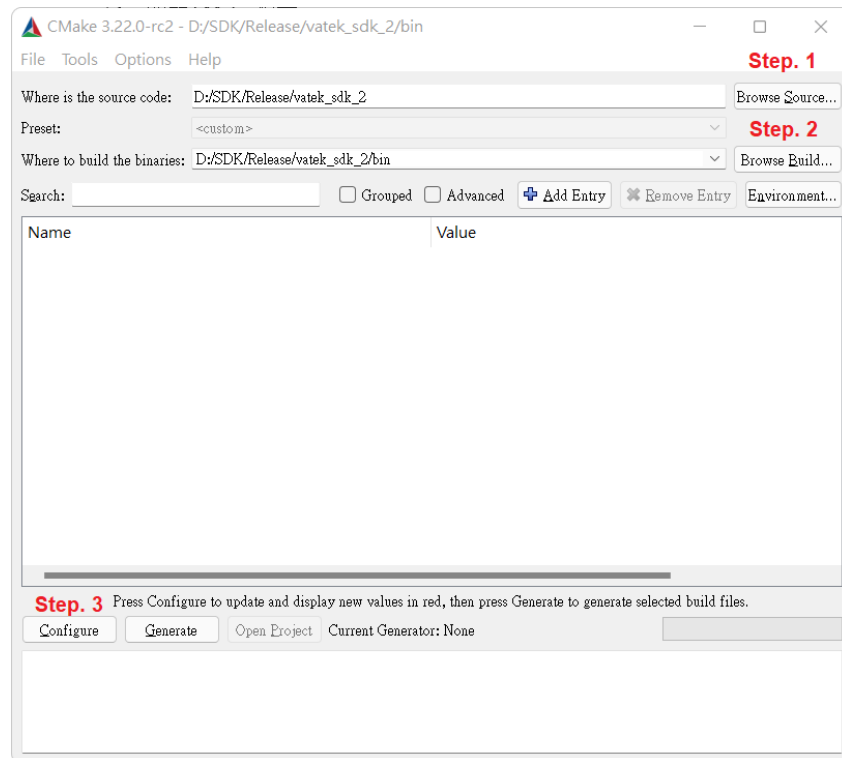 CMake 3.22.0-rc2 - D:/SDK/Release/vatek_sdk_2/bin
File Tools Options Help
Step. 1
Where is the source code: D:/SDK/Release/vatek_sdk_2 Browse Source...
Preset: <custom>
Step. 2
Where to build the binaries: D:/SDK/Release/vatek_sdk_2/bin Browse Build...
Search: Grouped Advanced Add Entry Remove Entry Environment...
Name Value
Step. 3 Press Configure to update and display new values in red, then press Generate to generate selected build files.
Configure Generate Open Project Current Generator: None